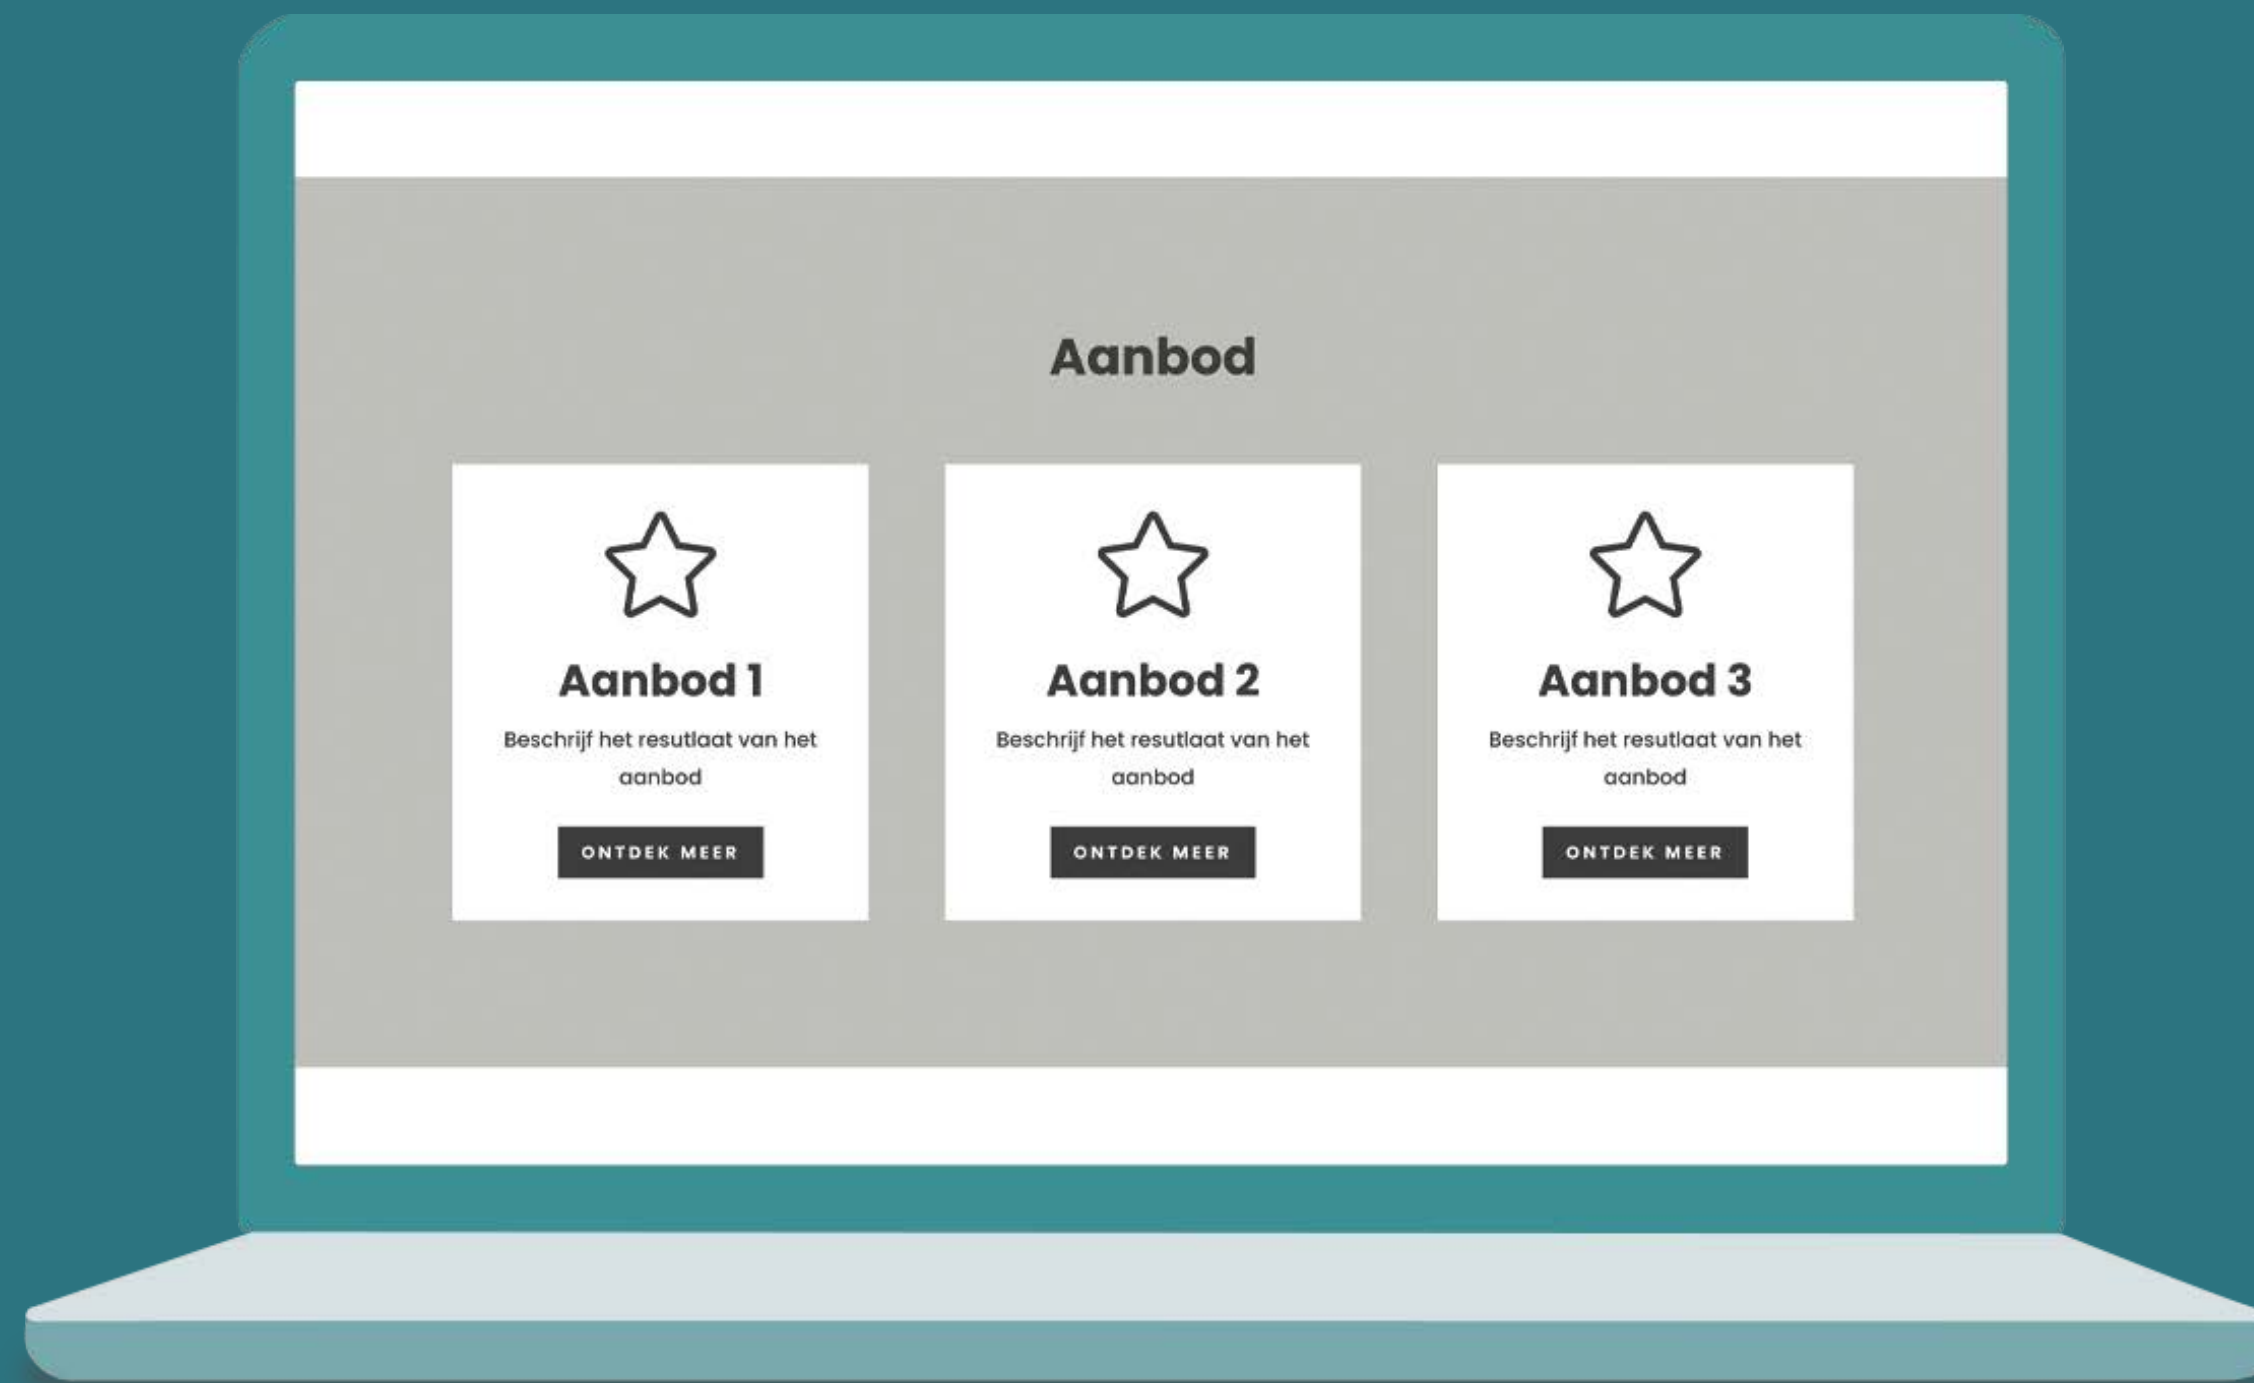 Aanbod
Aanbod 1
Beschrijf het resutlaat van het
aanbod
ONTDEK MEER
Aanbod 2
Beschrijf het resutlaat van het
aanbod
ONTDEK MEER
Aanbod 3
Beschrijf het resutlaat van het
aanbod
ONTDEK MEER